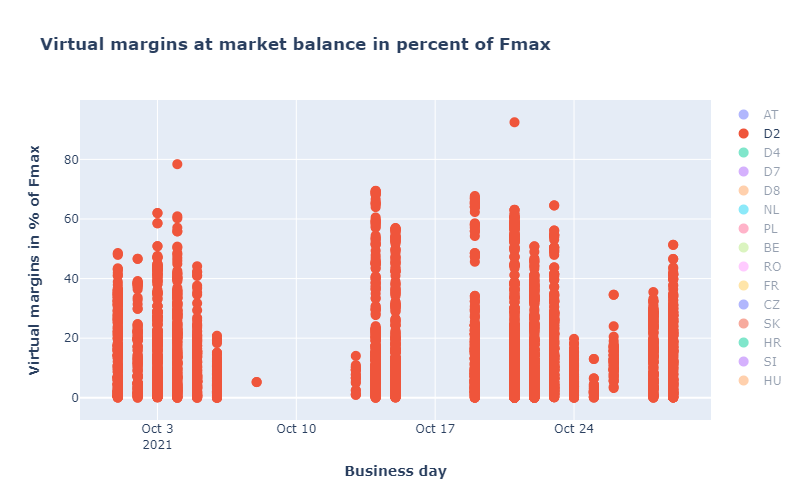 Virtual margins at market balance in percent of Fmax
Virtual margins in % of Fmax
80
60
40
20
0
Oct 3
2021
Oct 10
Oct 17
Oct 24
Business day
AT
D2
D4
D7
D8
NL
PL
BE
RO
FR
CZ
SK
HR
SI
HU